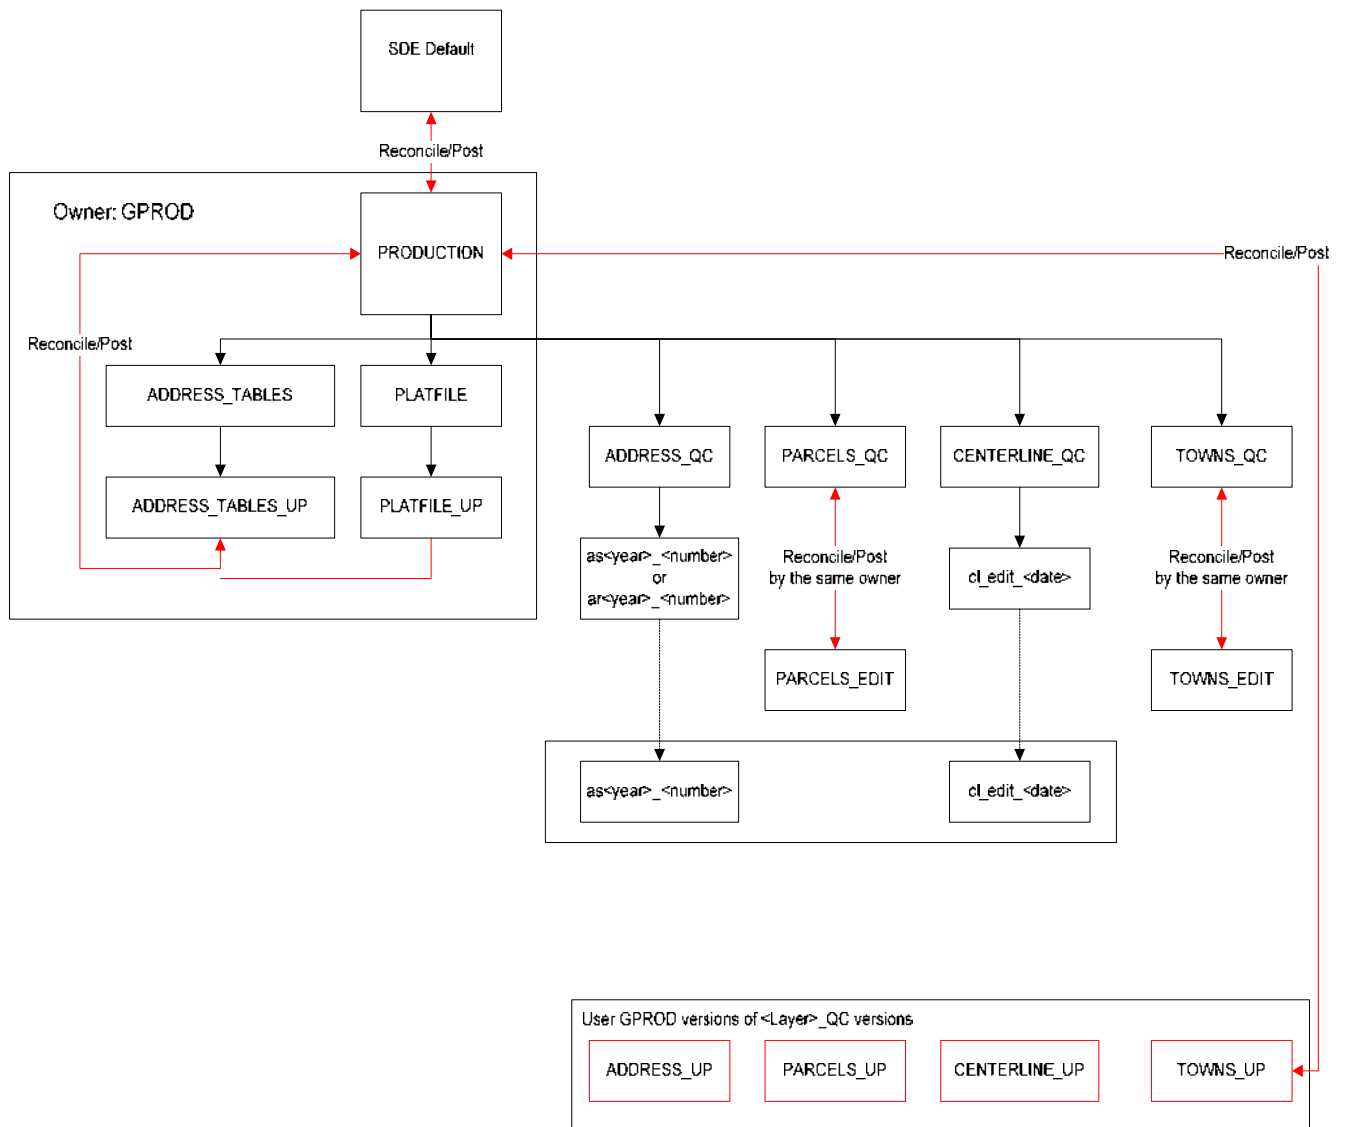 SDE Default
Reconcile/Post
Owner: GPROD
PRODUCTION
Reconcile/Post
Reconcile/Post
ADDRESS_TABLES
PLATFILE
ADDRESS_QC
PARCELS_QC
CENTERLINE_QC
TOWNS_QC
ADDRESS_TABLES_UP
PLATFILE_UP
as<year>_<number>
or
ar<year>_<number>
Reconcile/Post
by the same owner
cl_edit_<date>
Reconcile/Post
by the same owner
PARCELS_EDIT
TOWNS_EDIT
as<year>_<number>
cl_edit_<date>
User GPROD versions of <Layer>_QC versions
ADDRESS_UP
PARCELS_UP
CENTERLINE_UP
TOWNS_UP